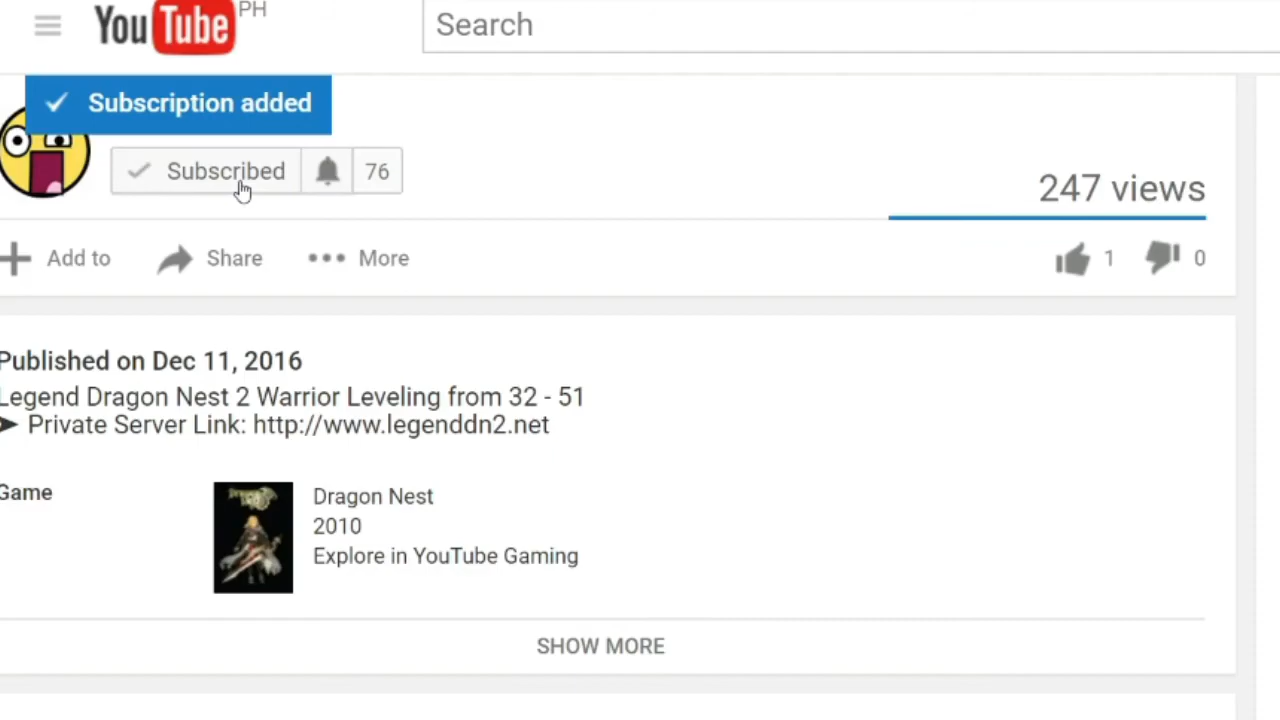 YouTube PH
Search
Subscription added
Subscribed
76
247 views
Add to
Share
More
1
0
Published on Dec 11, 2016
Legend Dragon Nest 2 Warrior Leveling from 32 - 51
➤ Private Server Link: http://www.legenddn2.net
Game
Dragon Nest
2010
Explore in YouTube Gaming
SHOW MORE